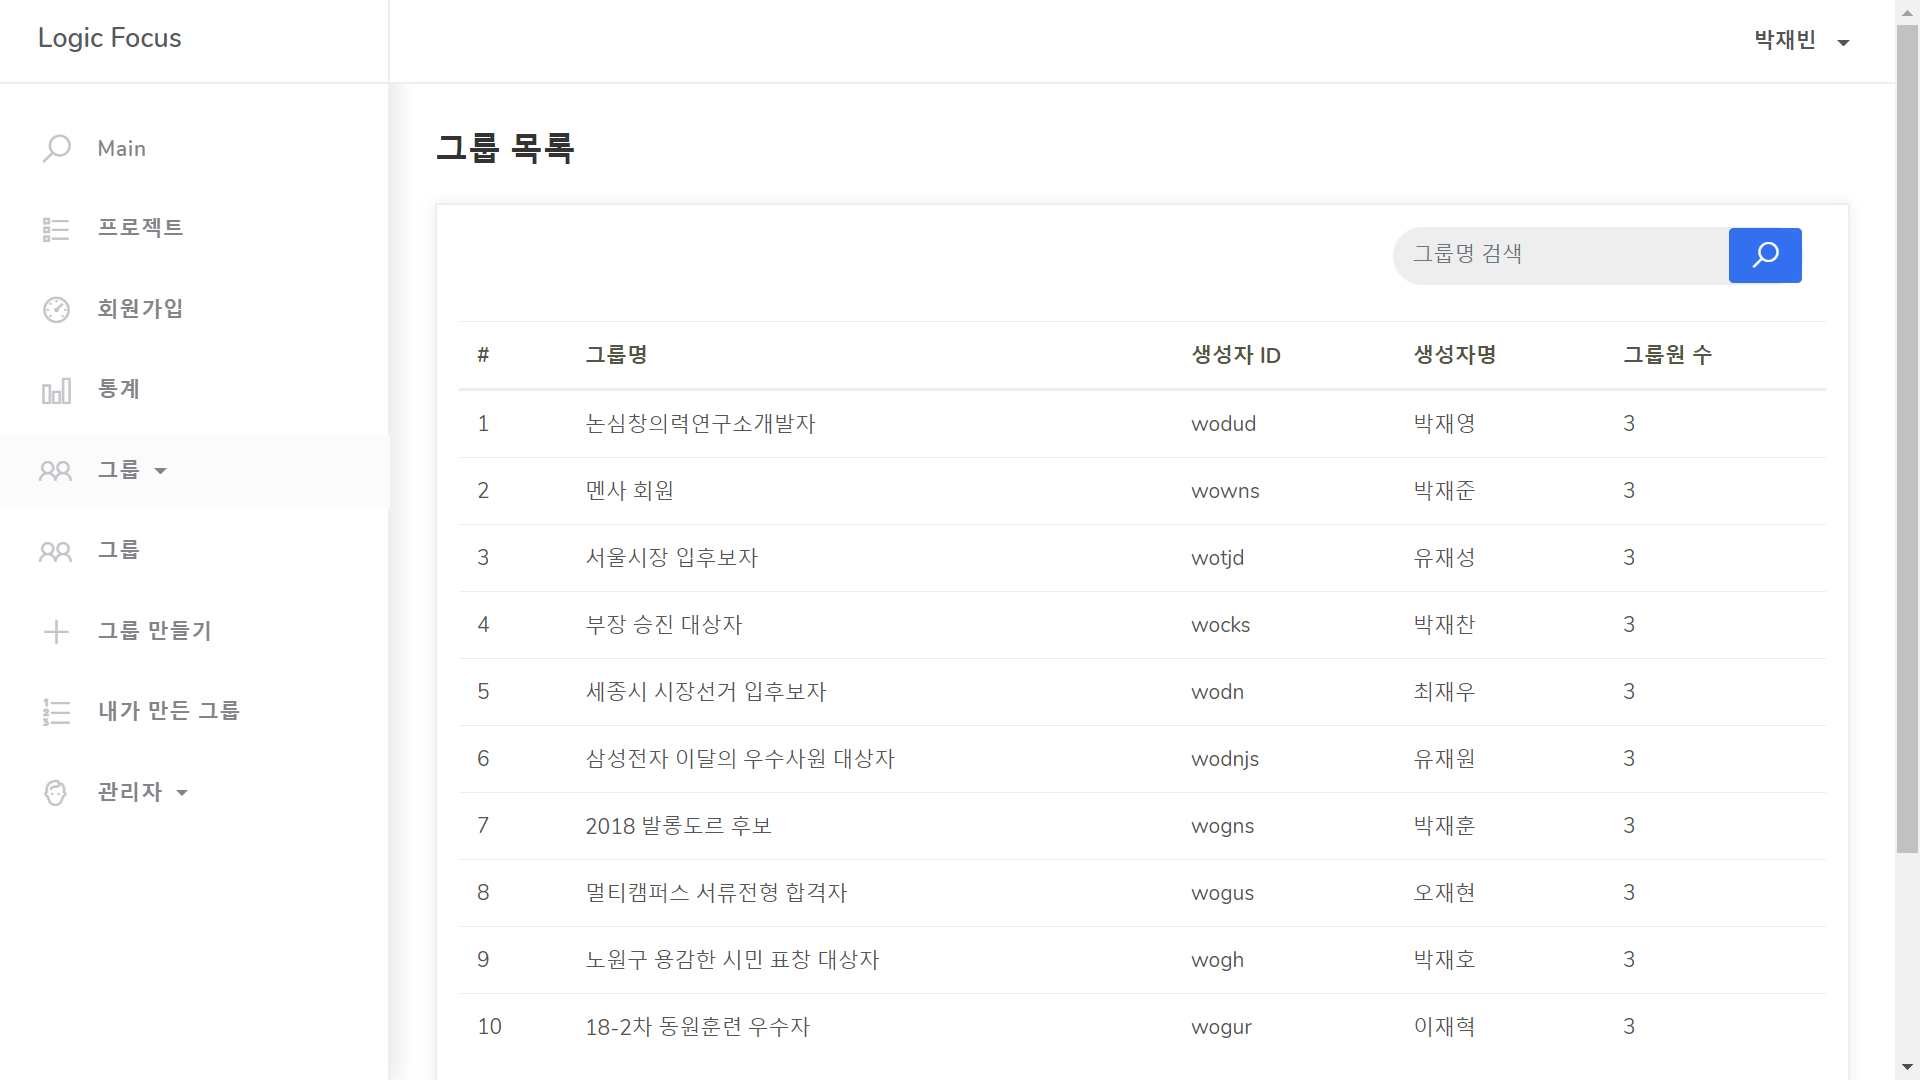 Logic Focus
박재빈
Main
프로젝트
회원가입
통계
그룹
그룹
그룹 만들기
내가 만든 그룹
관리자
그룹 목록
그룹명 검색
# 그룹명 생성자 ID 생성자명 그룹원 수
1 논심창의력연구소개발자 wodud 박재영 3
2 멘사 회원 wowns 박재준 3
3 서울시장 입후보자 wotjd 유재성 3
4 부장 승진 대상자 wocks 박재찬 3
5 세종시 시장선거 입후보자 wodn 최재우 3
6 삼성전자 이달의 우수사원 대상자 wodnjs 유재원 3
7 2018 발롱도르 후보 wogns 박재훈 3
8 멀티캠퍼스 서류전형 합격자 wogus 오재현 3
9 노원구 용감한 시민 표창 대상자 wogh 박재호 3
10 18-2차 동원훈련 우수자 wogur 이재혁 3